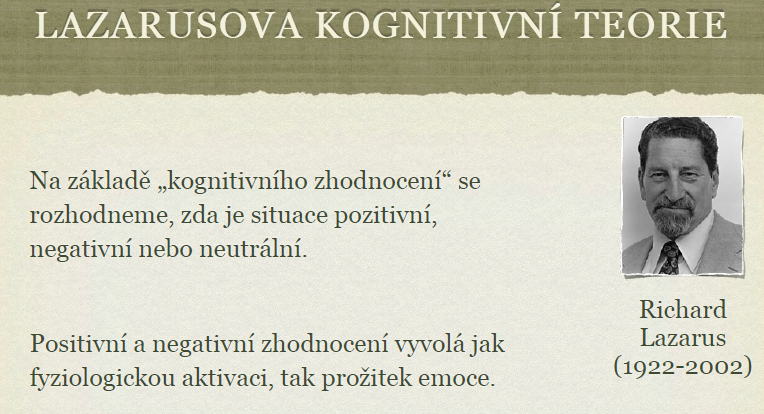 LAZARUSOVA KOGNITIVNÍ TEORIE
Na základě „kognitivního zhodnocení“ se
rozhodneme, zda je situace pozitivní,
negativní nebo neutrální.
Positivní a negativní zhodnocení vyvolá jak
fyziologickou aktivaci, tak prožitek emoce.
Richard
Lazarus
(1922-2002)